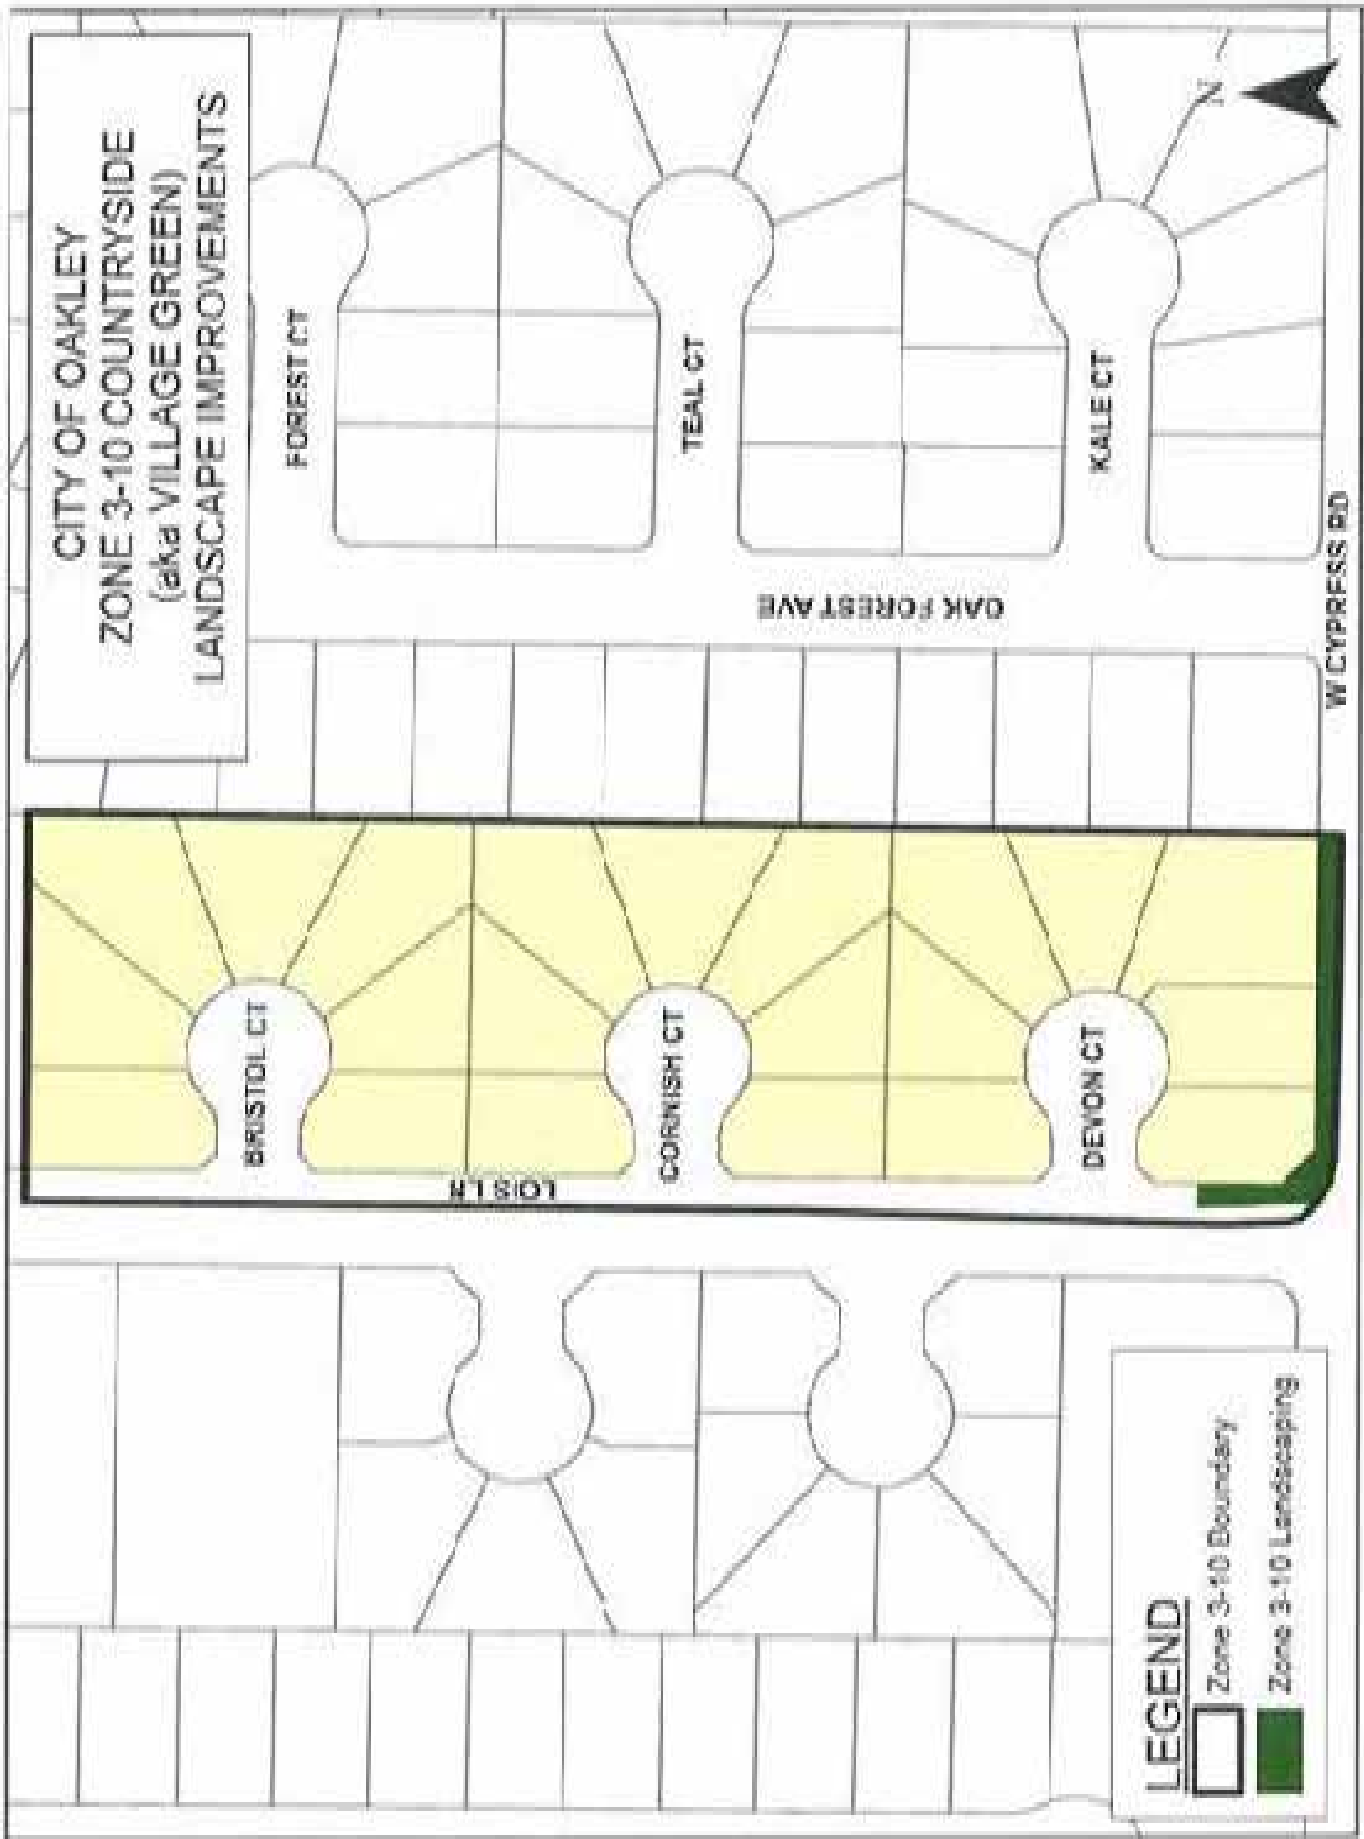 CITY OF OAKLEY
ZONE 3-10 COUNTRYSIDE
(aka VILLAGE GREEN)
LANDSCAPE IMPROVEMENTS
FOREST CT
TEAL CT
KALE CT
N
OAK FOREST AVE
W CYPRESS RD
BRISTOL CT
CORNISH CT
DEVON CT
LOIS LN
LEGEND
Zone 3-10 Boundary
Zone 3-10 Landscaping